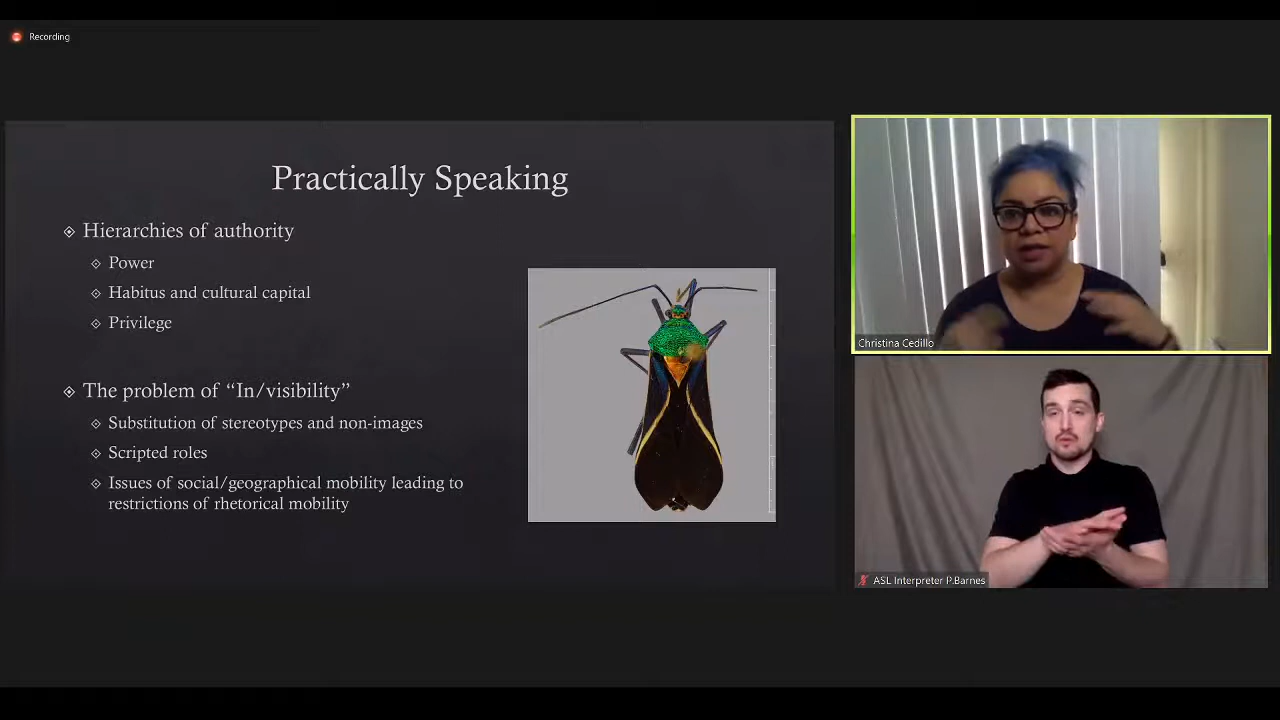 Recording
Practically Speaking
Hierarchies of authority
Power
Habitus and cultural capital
Privilege
The problem of “In/visibility”
Substitution of stereotypes and non-images
Scripted roles
Issues of social/geographical mobility leading to
restrictions of rhetorical mobility
Christina Cedillo
ASL Interpreter P.Barnes